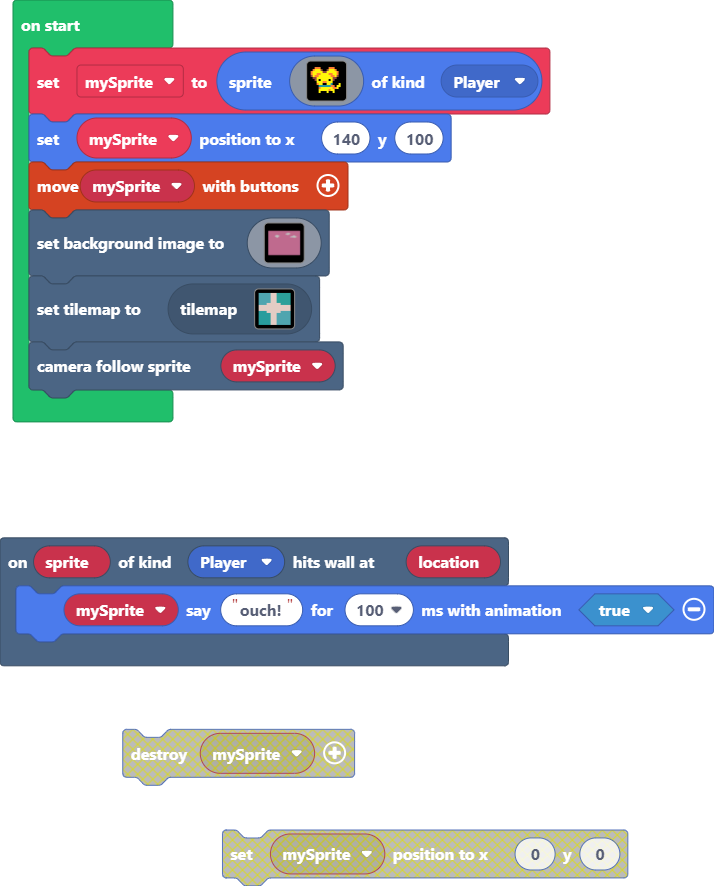 on start
set mySprite to sprite of kind Player
set mySprite position to x 140 y 100
move mySprite with buttons
set background image to
set tilemap to tilemap
camera follow sprite mySprite
on sprite of kind Player hits wall at location
mySprite say "ouch!" for 100 ms with animation true
destroy mySprite
set mySprite position to x 0 y 0